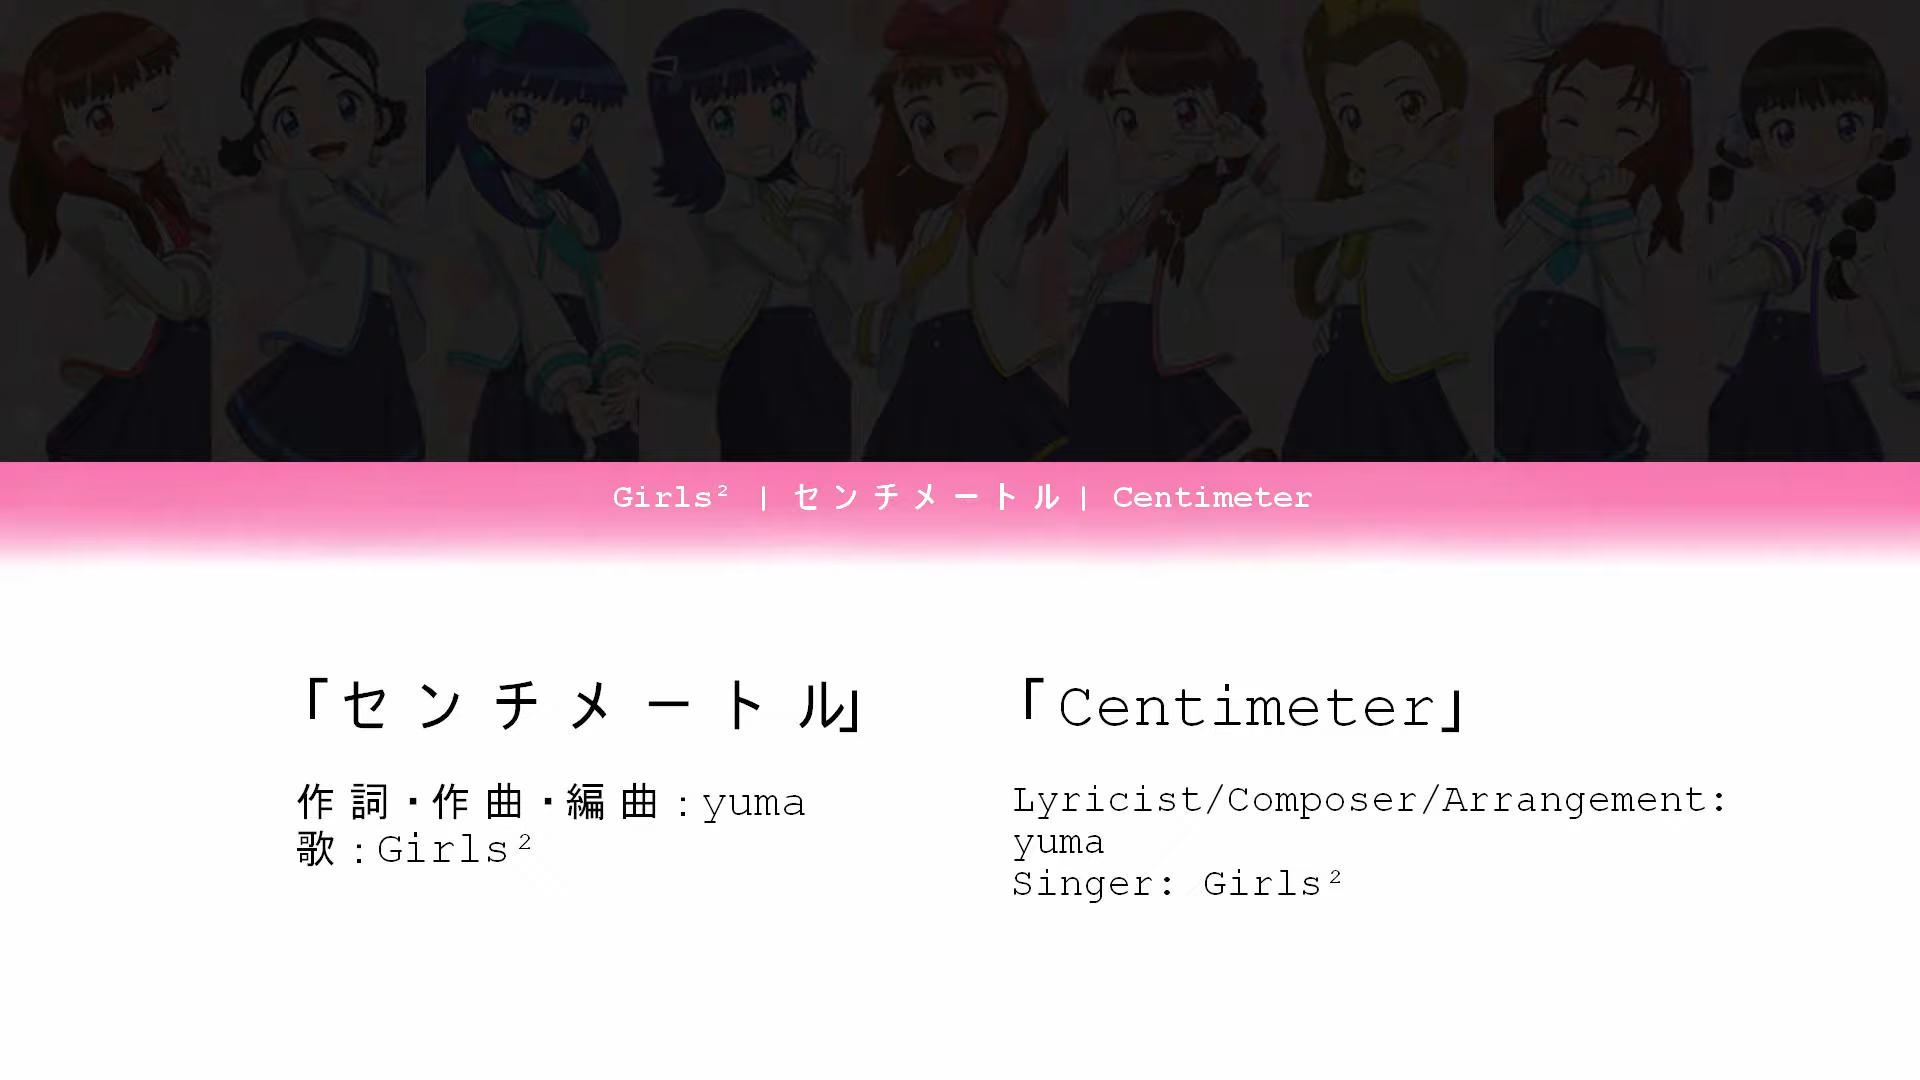 Girls² | センチメートル | Centimeter
「センチメートル」
作詞・作曲・編曲:yuma
歌:Girls²
「Centimeter」
Lyricist/Composer/Arrangement:
yuma
Singer: Girls²